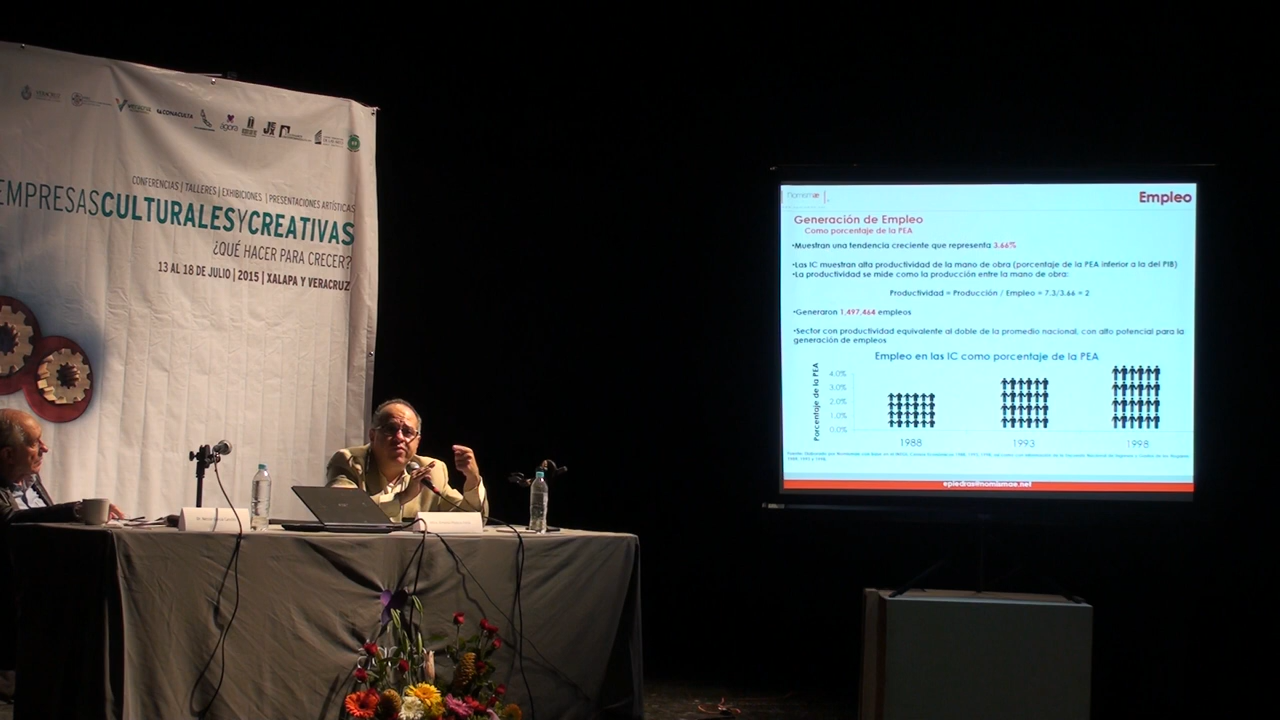 CONACULTA
agora
CONFERENCIAS | TALLERES | EXHIBICIONES | PRESENTACIONES ARTÍSTICAS
EMPRESASCULTURALESYCREATIVAS
¿QUÉ HACER PARA CRECER?
13 AL 18 DE JULIO | 2015 | XALAPA Y VERACRUZ
Nomismae
Empleo
Generación de Empleo
Como porcentaje de la PEA
•Muestran una tendencia creciente que representa 3.66%
•Las IC muestran alta productividad de la mano de obra (porcentaje de la PEA inferior a la del PIB)
•La productividad se mide como la producción entre la mano de obra:
Productividad = Producción / Empleo = 7.3/3.66 = 2
•Generaron 1,497,464 empleos
•Sector con productividad equivalente al doble de la promedio nacional, con alto potencial para la
generación de empleos
Empleo en las IC como porcentaje de la PEA
Porcentaje de la PEA
4.0%
3.0%
2.0%
1.0%
0.0%
1988
1993
1998
epiedras@nomismae.net